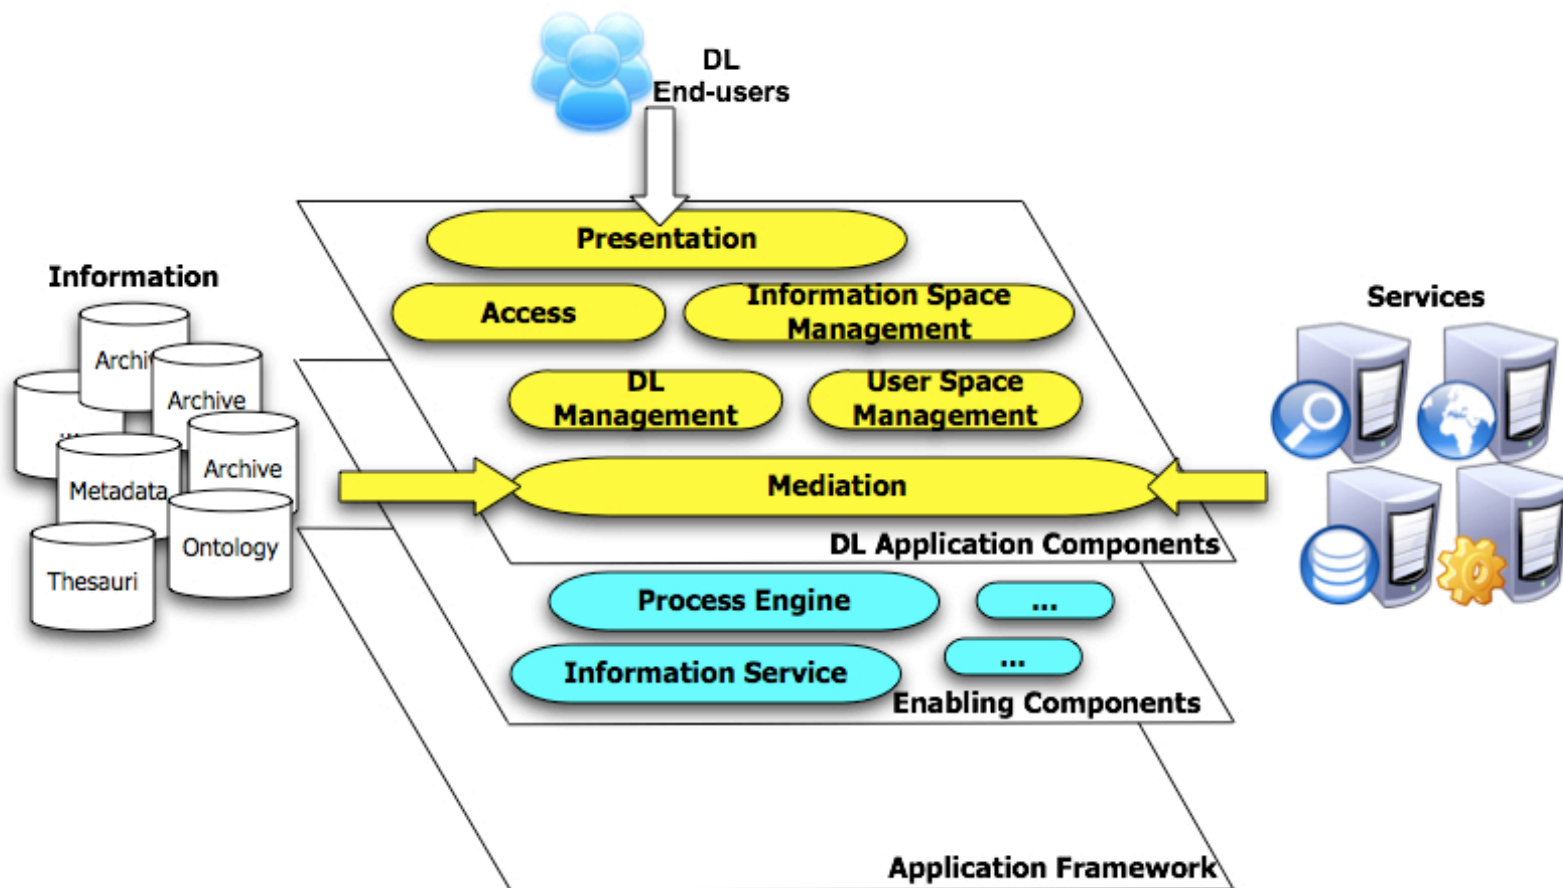 DL
End-users
Presentation
Information
Access
Information Space
Management
Services
Archiv
Archive
DL
Management
User Space
Management
...
Archive
Metadata
Mediation
Ontology
DL Application Components
Thesauri
Process Engine
...
Information Service
...
Enabling Components
Application Framework